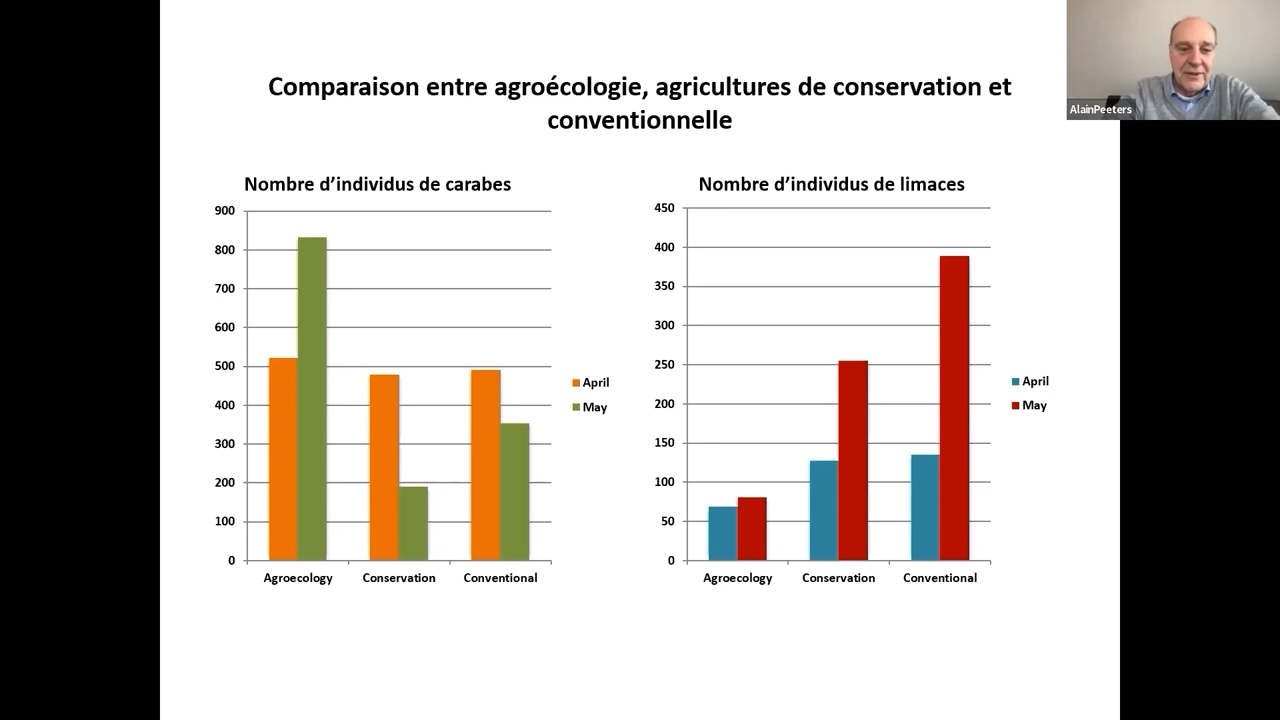 Comparaison entre agroécologie, agricultures de conservation et
conventionnelle
AlainPeeters
Nombre d’individus de carabes
900
800
700
600
500
400
300
200
100
0
Agroecology
Conservation
Conventional
April
May
Nombre d’individus de limaces
450
400
350
300
250
200
150
100
50
0
Agroecology
Conservation
Conventional
April
May